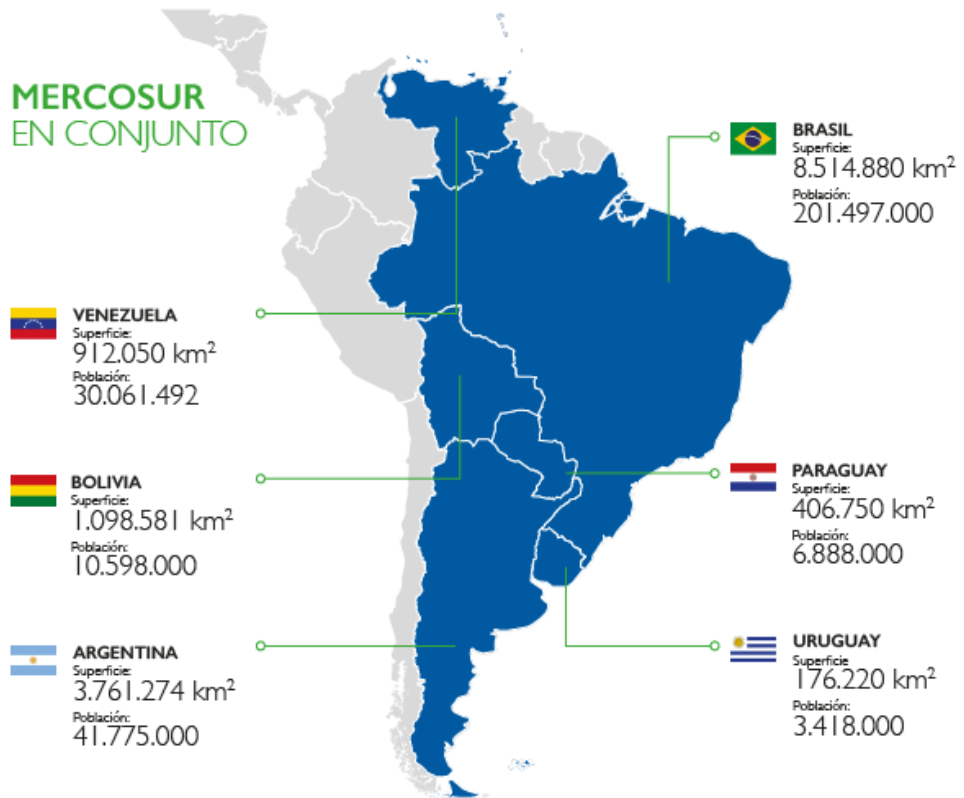 MERCOSUR
EN CONJUNTO
BRASIL
Superficie:
8.514.880 km²
Población:
201.497.000
VENEZUELA
Superficie:
912.050 km²
Población:
30.061.492
BOLIVIA
Superficie:
1.098.581 km²
Población:
10.598.000
PARAGUAY
Superficie:
406.750 km²
Población:
6.888.000
ARGENTINA
Superficie:
3.761.274 km²
Población:
41.775.000
URUGUAY
Superficie
176.220 km²
Población:
3.418.000